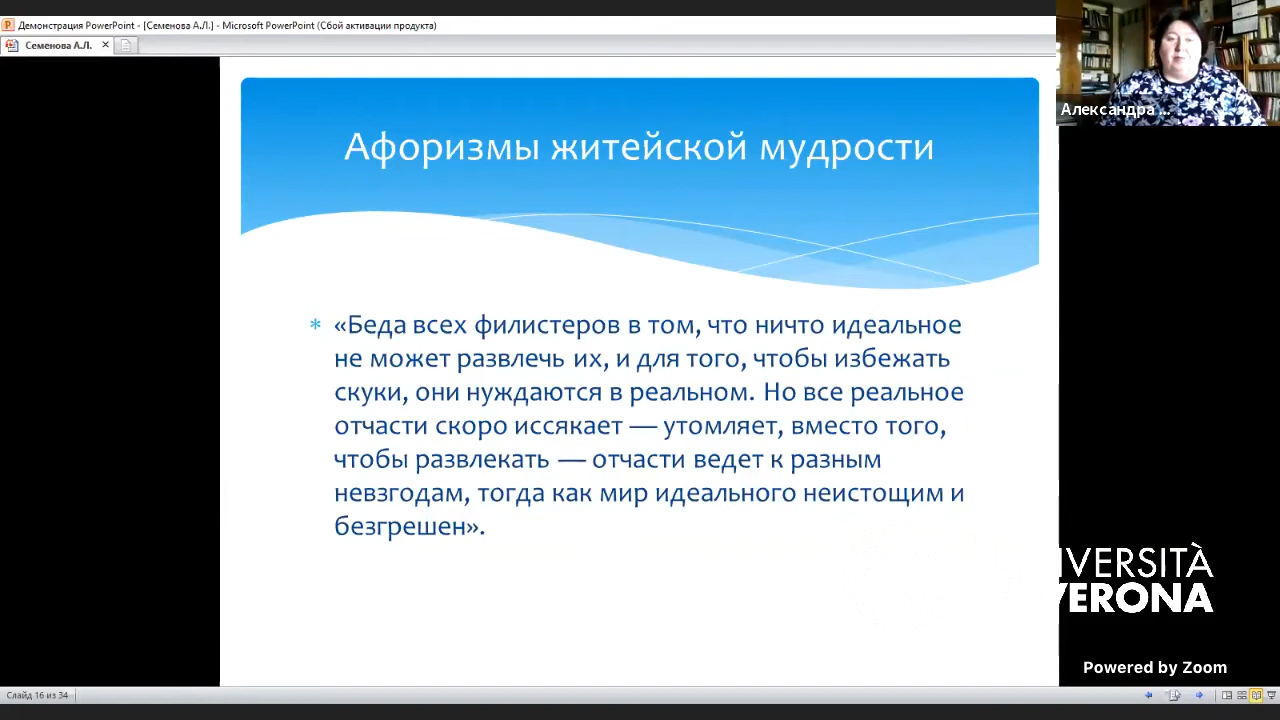 Демонстрация PowerPoint - [Семенова А.Л.] - Microsoft PowerPoint (Сбой активации продукта)
Семенова А.Л.
Александра ...
Афоризмы житейской мудрости
«Беда всех филистеров в том, что ничто идеальное
не может развлечь их, и для того, чтобы избежать
скуки, они нуждаются в реальном. Но все реальное
отчасти скоро иссякает — утомляет, вместо того,
чтобы развлекать — отчасти ведет к разным
невзгодам, тогда как мир идеального неистощим и
безгрешен».
IVERSITÀ
VERONA
Powered by Zoom
Слайд 16 из 34